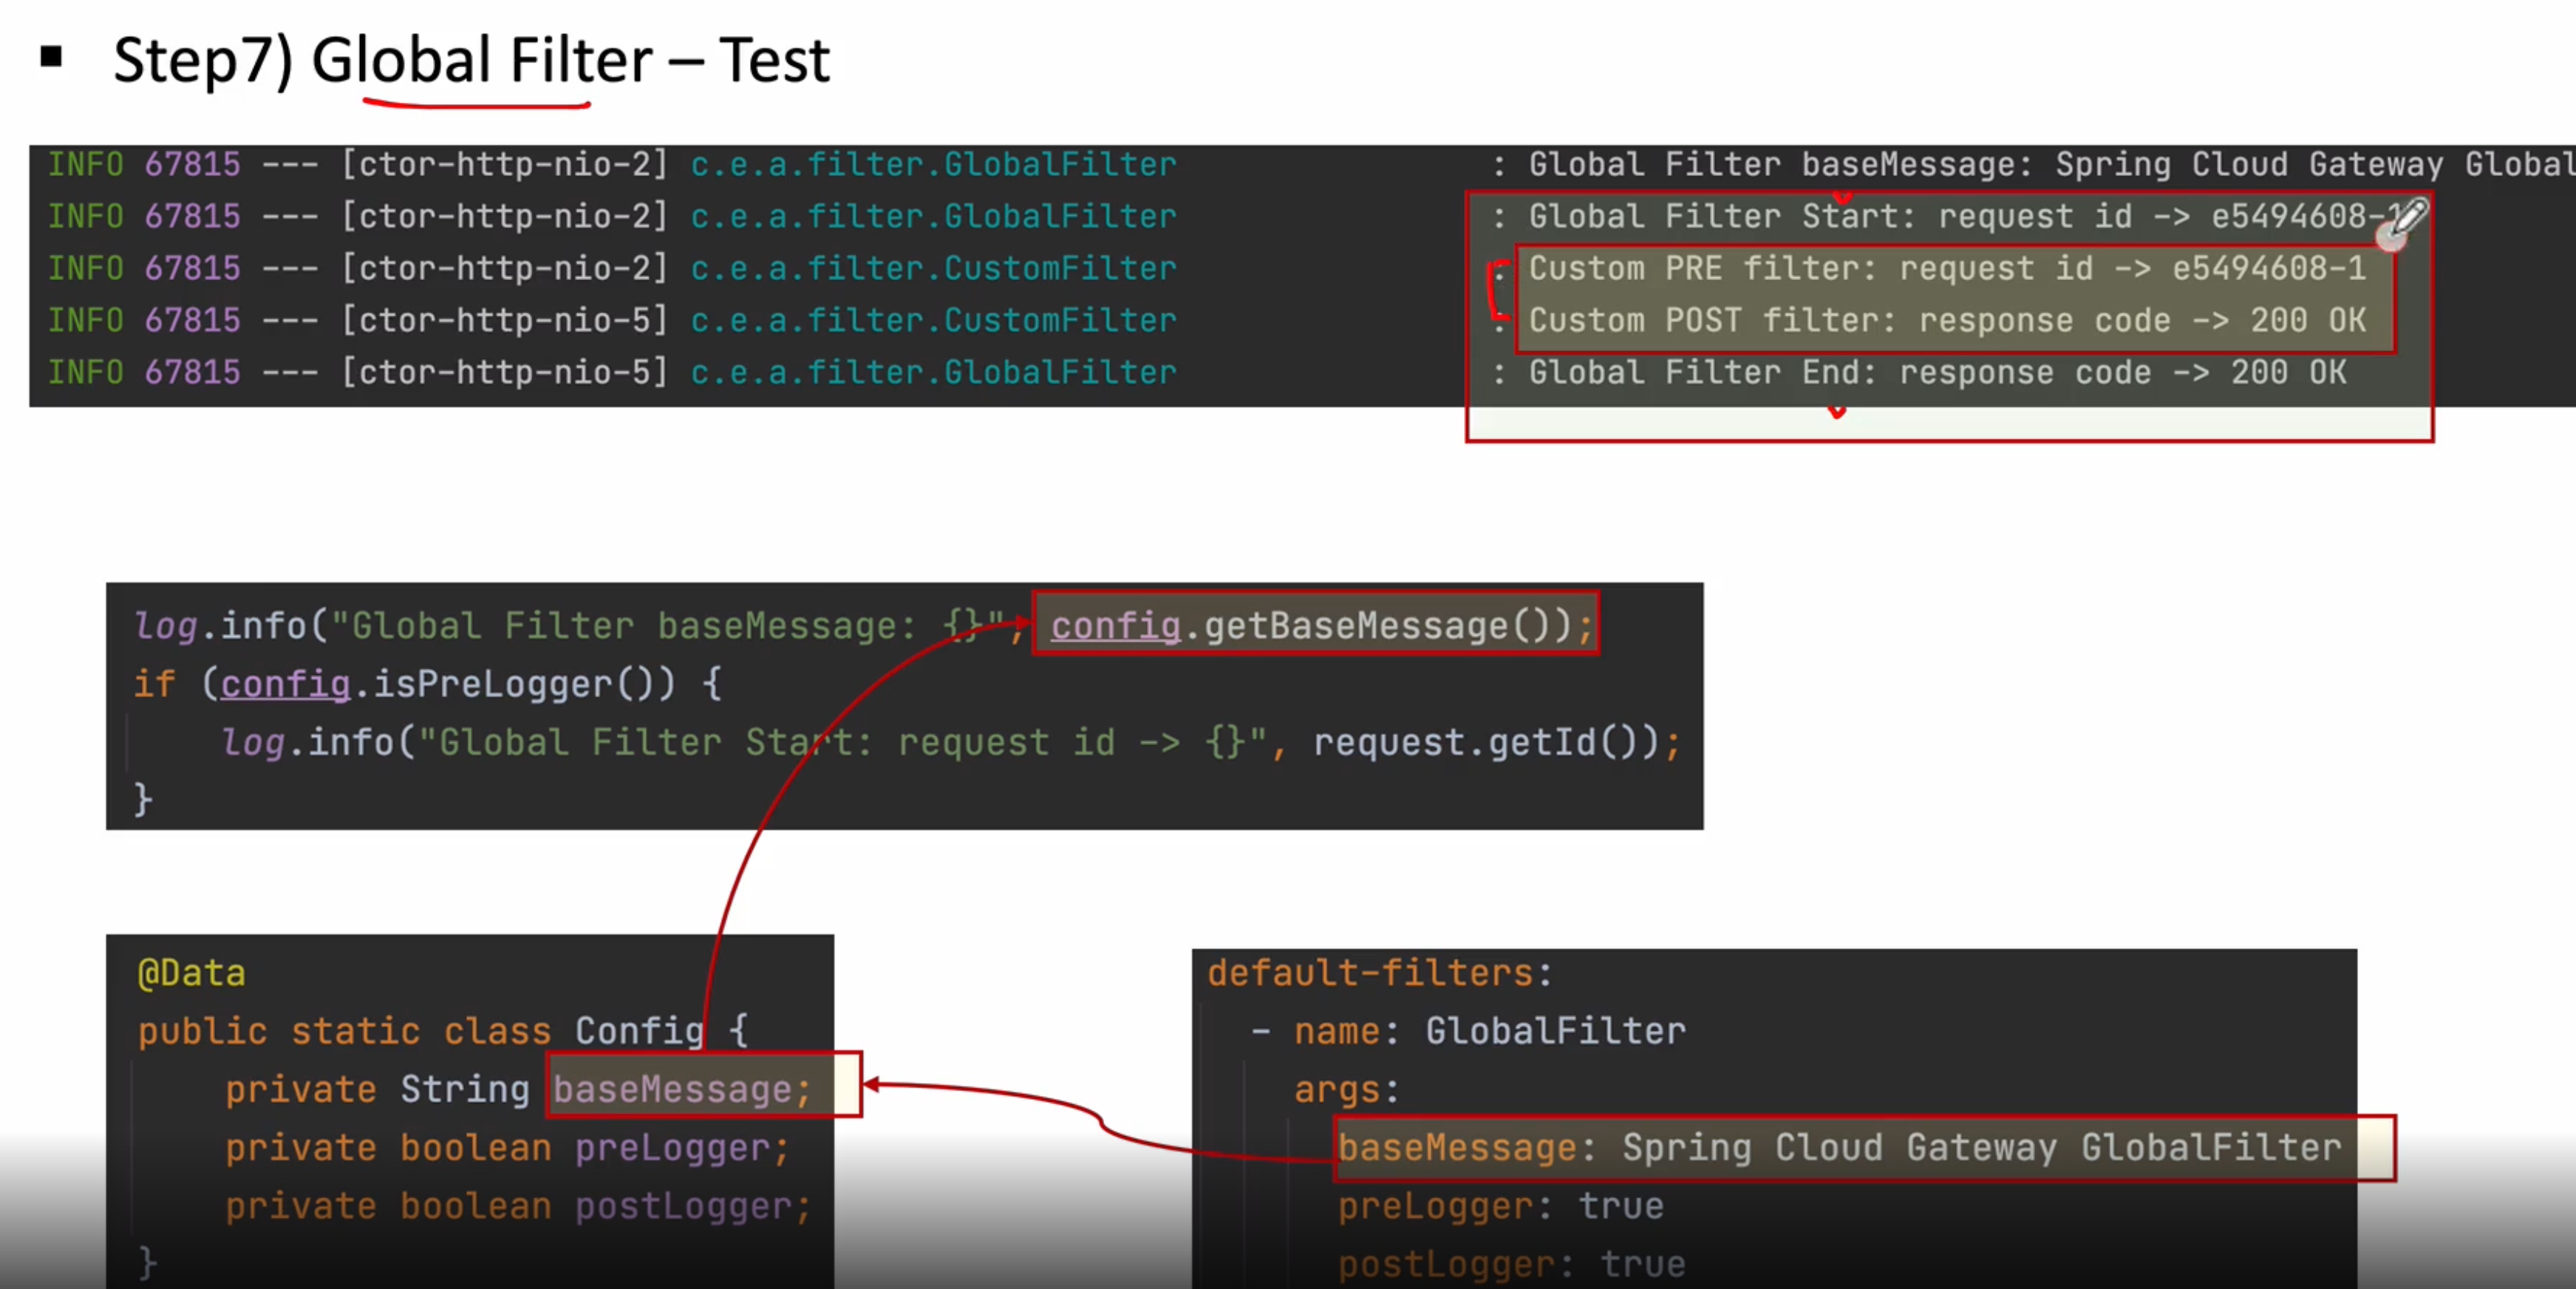 ▪ Step7) Global Filter – Test
INFO 67815 --- [ctor-http-nio-2] c.e.a.filter.GlobalFilter : Global Filter baseMessage: Spring Cloud Gateway Global
INFO 67815 --- [ctor-http-nio-2] c.e.a.filter.GlobalFilter : Global Filter Start: request id -> e5494608-1
INFO 67815 --- [ctor-http-nio-2] c.e.a.filter.CustomFilter : Custom PRE filter: request id -> e5494608-1
INFO 67815 --- [ctor-http-nio-5] c.e.a.filter.CustomFilter : Custom POST filter: response code -> 200 OK
INFO 67815 --- [ctor-http-nio-5] c.e.a.filter.GlobalFilter : Global Filter End: response code -> 200 OK
log.info("Global Filter baseMessage: {}", config.getBaseMessage());
if (config.isPreLogger()) {
log.info("Global Filter Start: request id -> {}", request.getId());
}
@Data
public static class Config {
private String baseMessage;
private boolean preLogger;
private boolean postLogger;
}
default-filters:
- name: GlobalFilter
args:
baseMessage: Spring Cloud Gateway GlobalFilter
preLogger: true
postLogger: true